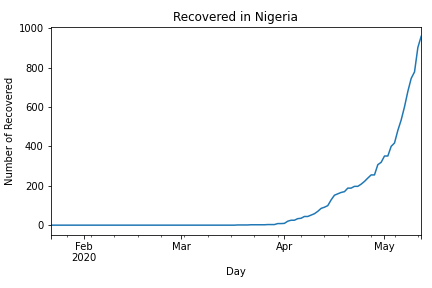 Recovered in Nigeria
1000
800
600
400
200
0
Number of Recovered
Feb
2020
Mar
Apr
May
Day